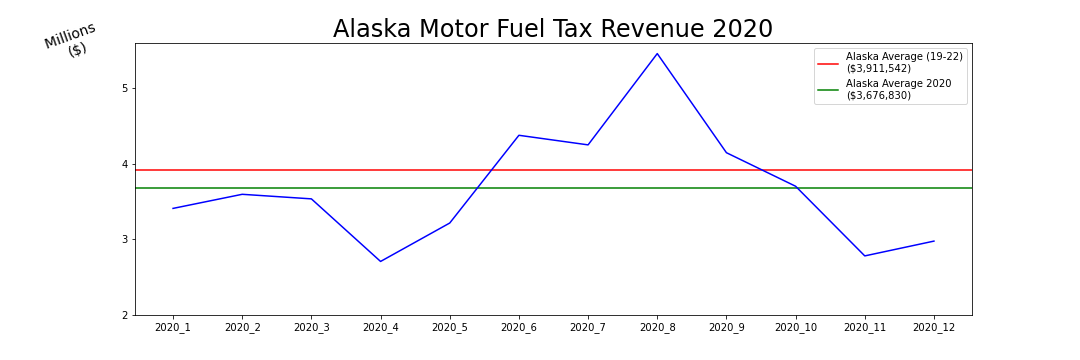 Alaska Motor Fuel Tax Revenue 2020
Millions
($)
Alaska Average (19-22)
($3,911,542)
Alaska Average 2020
($3,676,830)
5
4
3
2
2020_1 2020_2 2020_3 2020_4 2020_5 2020_6 2020_7 2020_8 2020_9 2020_10 2020_11 2020_12